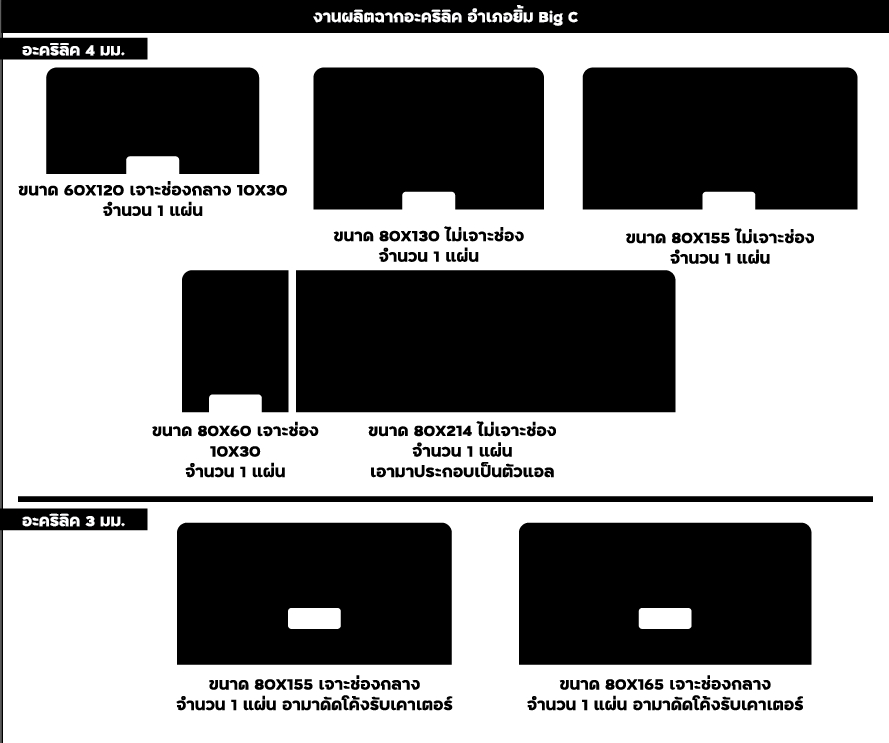 งานผลิตฉากอะคริลิค อำเภอยิ้ม Big C
อะคริลิค 4 มม.
ขนาด 60X120 เจาะช่องกลาง 10X30
จำนวน 1 แผ่น
ขนาด 80X130 ไม่เจาะช่อง
จำนวน 1 แผ่น
ขนาด 80X155 ไม่เจาะช่อง
จำนวน 1 แผ่น
ขนาด 80X60 เจาะช่อง
10X30
จำนวน 1 แผ่น
ขนาด 80X214 ไม่เจาะช่อง
จำนวน 1 แผ่น
เอามาประกอบเป็นตัวแอล
อะคริลิค 3 มม.
ขนาด 80X155 เจาะช่องกลาง
จำนวน 1 แผ่น อามาดัดโค้งรับเคาเตอร์
ขนาด 80X165 เจาะช่องกลาง
จำนวน 1 แผ่น อามาดัดโค้งรับเคาเตอร์